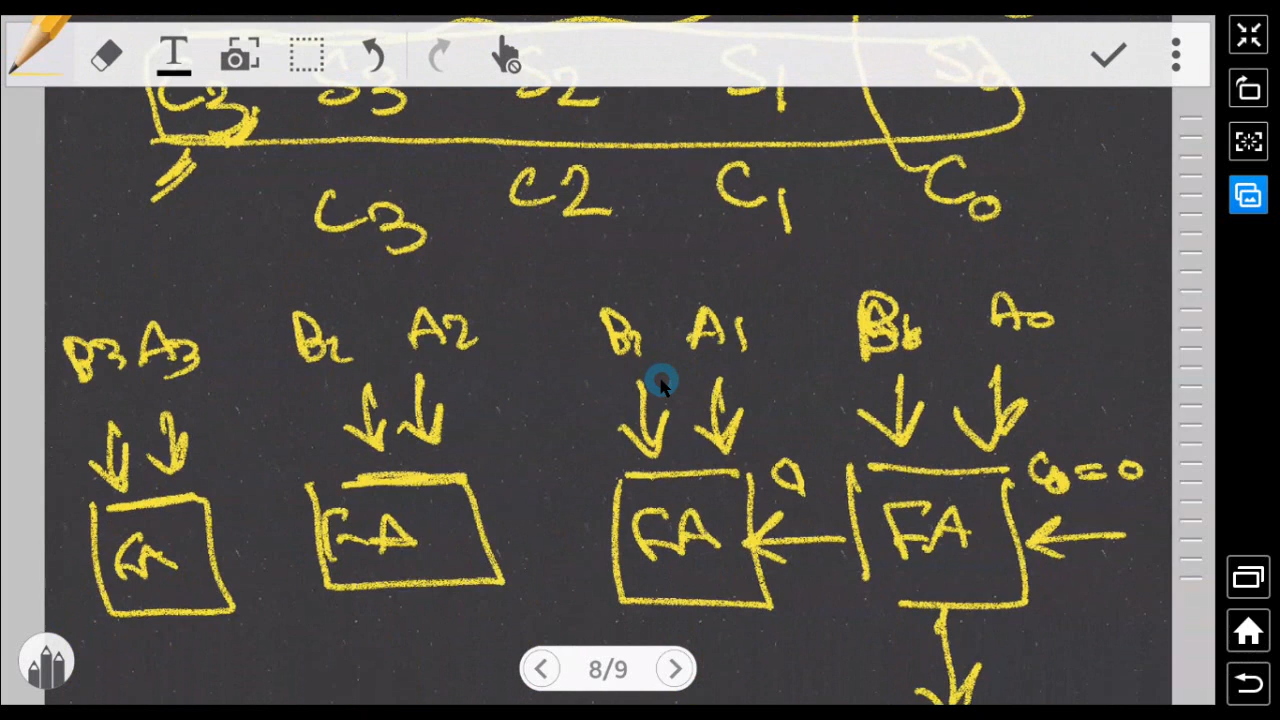 T
C3 S3 S2 S1 S0
C3 C2 C1 C0
B3 A3 B2 A2 B1 A1 B0 A0
0 C0=0
FA FA FA FA
8/9